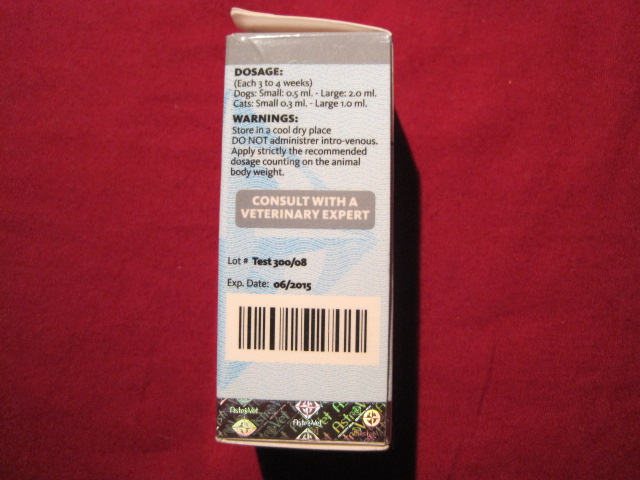 DOSAGE:
(Each 3 to 4 weeks)
Dogs: Small: 0.5 ml. - Large: 2.0 ml.
Cats: Small 0.3 ml. - Large 1.0 ml.
WARNINGS:
Store in a cool dry place
DO NOT administrer intro-venous.
Apply strictly the recommended
dosage counting on the animal
body weight.
CONSULT WITH A
VETERINARY EXPERT
Lot # Test 300/08
Exp. Date: 06/2015